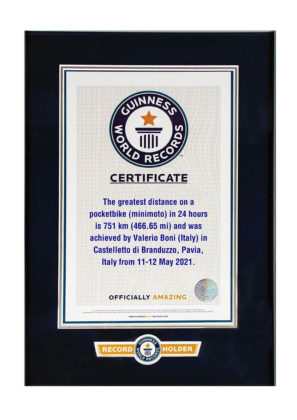 GUINNESS
WORLD RECORDS
CERTIFICATE
The greatest distance on a
pocketbike (minimoto) in 24 hours
is 751 km (466.65 mi) and was
achieved by Valerio Boni (Italy) in
Castelletto di Branduzzo, Pavia,
Italy from 11-12 May 2021.
OFFICIALLY AMAZING
RECORD
HOLDER